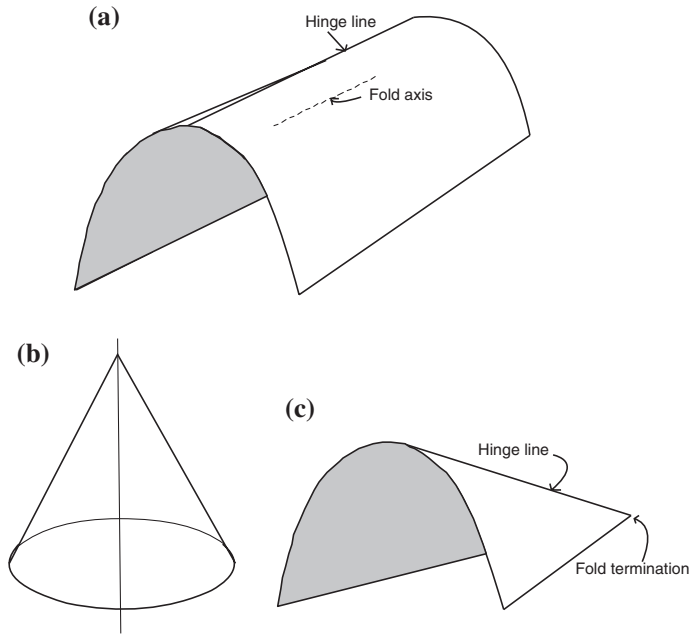 (a)
Hinge line
Fold axis
(b)
(c)
Hinge line
Fold termination